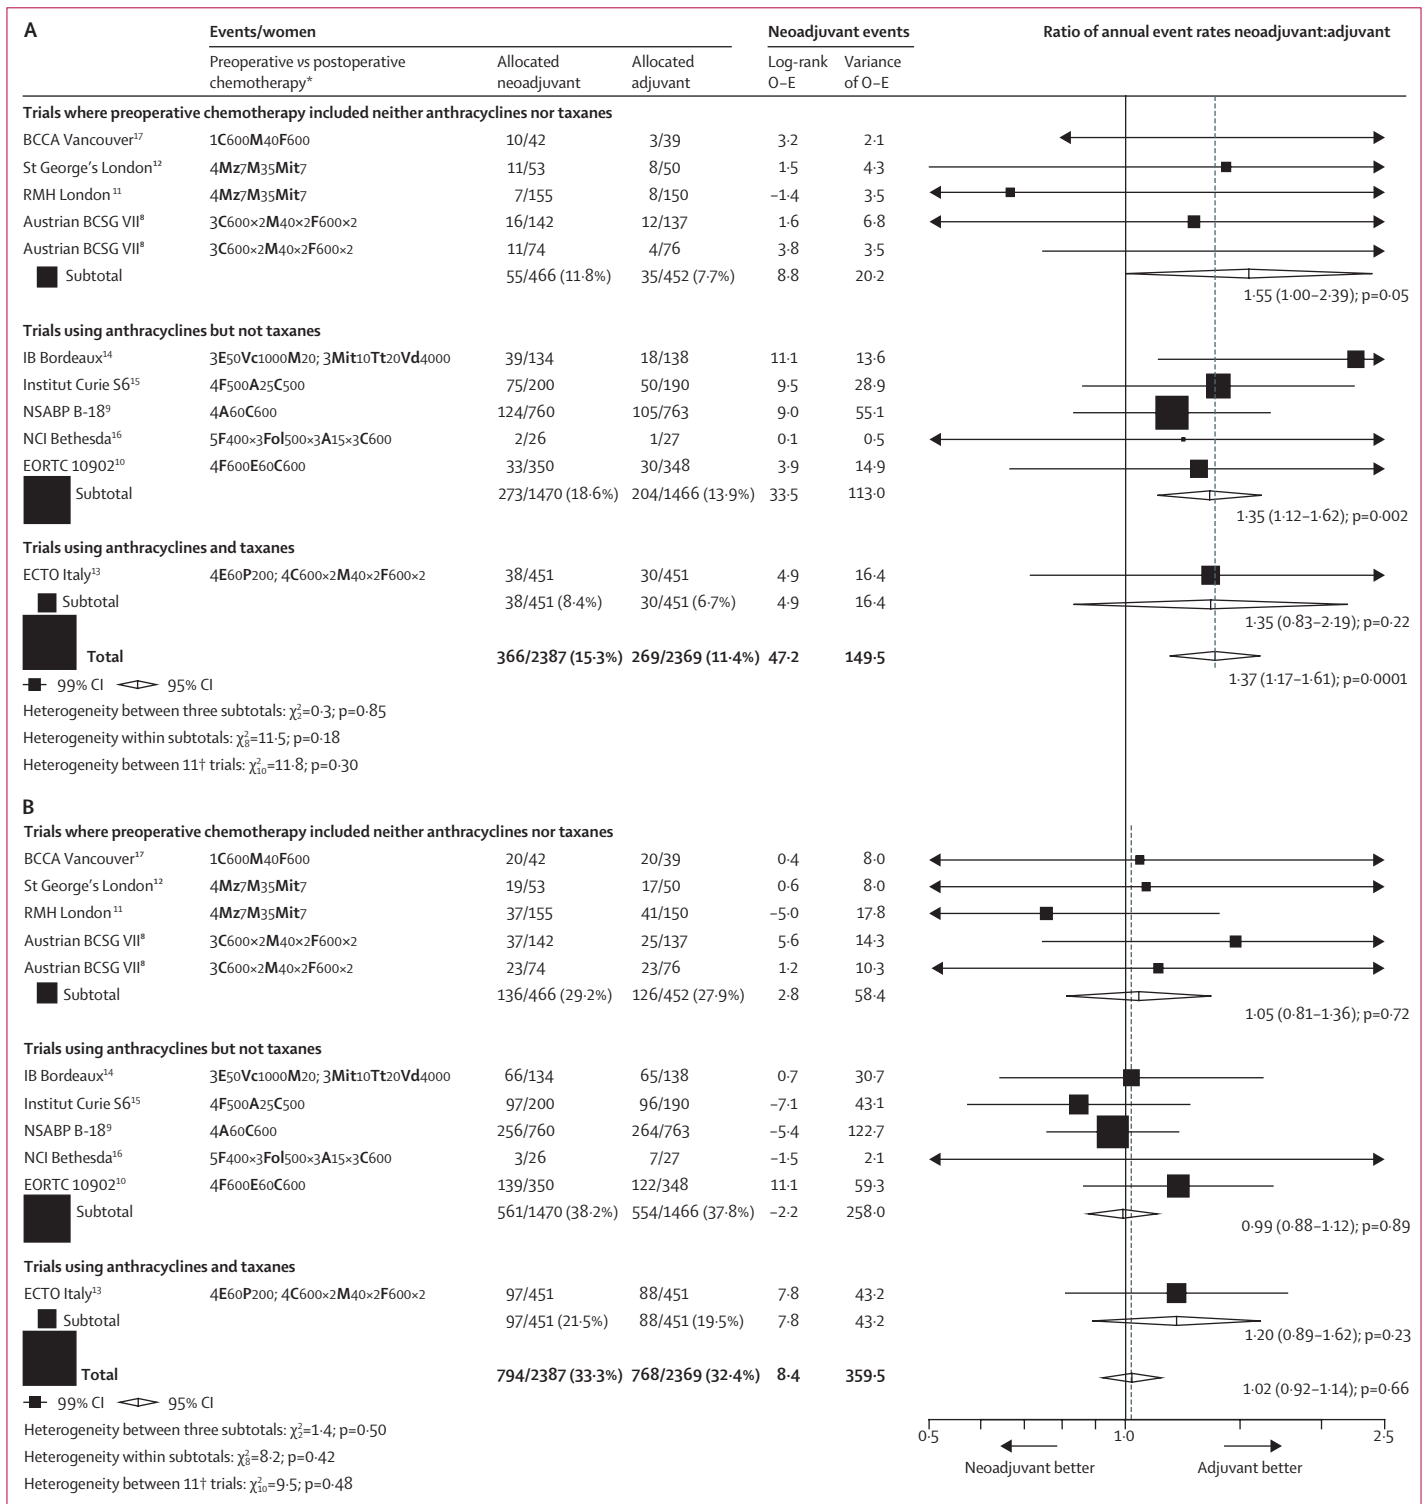 A
Events/women Neoadjuvant events Ratio of annual event rates neoadjuvant:adjuvant
Preoperative vs postoperative chemotherapy* Allocated neoadjuvant Allocated adjuvant Log-rank O–E Variance of O–E
Trials where preoperative chemotherapy included neither anthracyclines nor taxanes
BCCA Vancouver¹⁷ 1C600M40F600 10/42 3/39 3·2 2·1
St George's London¹² 4Mz7M35Mit7 11/53 8/50 1·5 4·3
RMH London¹¹ 4Mz7M35Mit7 7/155 8/150 –1·4 3·5
Austrian BCSG VII⁸ 3C600×2M40×2F600×2 16/142 12/137 1·6 6·8
Austrian BCSG VII⁸ 3C600×2M40×2F600×2 11/74 4/76 3·8 3·5
Subtotal 55/466 (11·8%) 35/452 (7·7%) 8·8 20·2
1·55 (1·00–2·39); p=0·05
Trials using anthracyclines but not taxanes
IB Bordeaux¹⁴ 3E50Vc1000M20; 3Mit10Tt20Vd4000 39/134 18/138 11·1 13·6
Institut Curie S6¹⁵ 4F500A25C500 75/200 50/190 9·5 28·9
NSABP B-18⁹ 4A60C600 124/760 105/763 9·0 55·1
NCI Bethesda¹⁶ 5F400×3Fol500×3A15×3C600 2/26 1/27 0·1 0·5
EORTC 10902¹⁰ 4F600E60C600 33/350 30/348 3·9 14·9
Subtotal 273/1470 (18·6%) 204/1466 (13·9%) 33·5 113·0
1·35 (1·12–1·62); p=0·002
Trials using anthracyclines and taxanes
ECTO Italy¹³ 4E60P200; 4C600×2M40×2F600×2 38/451 30/451 4·9 16·4
Subtotal 38/451 (8·4%) 30/451 (6·7%) 4·9 16·4
1·35 (0·83–2·19); p=0·22
Total 366/2387 (15·3%) 269/2369 (11·4%) 47·2 149·5
1·37 (1·17–1·61); p=0·0001
99% CI 95% CI
Heterogeneity between three subtotals: χ²₂=0·3; p=0·85
Heterogeneity within subtotals: χ²₈=11·5; p=0·18
Heterogeneity between 11† trials: χ²₁₀=11·8; p=0·30
B
Trials where preoperative chemotherapy included neither anthracyclines nor taxanes
BCCA Vancouver¹⁷ 1C600M40F600 20/42 20/39 0·4 8·0
St George's London¹² 4Mz7M35Mit7 19/53 17/50 0·6 8·0
RMH London¹¹ 4Mz7M35Mit7 37/155 41/150 –5·0 17·8
Austrian BCSG VII⁸ 3C600×2M40×2F600×2 37/142 25/137 5·6 14·3
Austrian BCSG VII⁸ 3C600×2M40×2F600×2 23/74 23/76 1·2 10·3
Subtotal 136/466 (29·2%) 126/452 (27·9%) 2·8 58·4
1·05 (0·81–1·36); p=0·72
Trials using anthracyclines but not taxanes
IB Bordeaux¹⁴ 3E50Vc1000M20; 3Mit10Tt20Vd4000 66/134 65/138 0·7 30·7
Institut Curie S6¹⁵ 4F500A25C500 97/200 96/190 –7·1 43·1
NSABP B-18⁹ 4A60C600 256/760 264/763 –5·4 122·7
NCI Bethesda¹⁶ 5F400×3Fol500×3A15×3C600 3/26 7/27 –1·5 2·1
EORTC 10902¹⁰ 4F600E60C600 139/350 122/348 11·1 59·3
Subtotal 561/1470 (38·2%) 554/1466 (37·8%) –2·2 258·0
0·99 (0·88–1·12); p=0·89
Trials using anthracyclines and taxanes
ECTO Italy¹³ 4E60P200; 4C600×2M40×2F600×2 97/451 88/451 7·8 43·2
Subtotal 97/451 (21·5%) 88/451 (19·5%) 7·8 43·2
1·20 (0·89–1·62); p=0·23
Total 794/2387 (33·3%) 768/2369 (32·4%) 8·4 359·5
1·02 (0·92–1·14); p=0·66
99% CI 95% CI
Heterogeneity between three subtotals: χ²₂=1·4; p=0·50
Heterogeneity within subtotals: χ²₈=8·2; p=0·42
Heterogeneity between 11† trials: χ²₁₀=9·5; p=0·48
0·5 1·0 2·5
Neoadjuvant better Adjuvant better